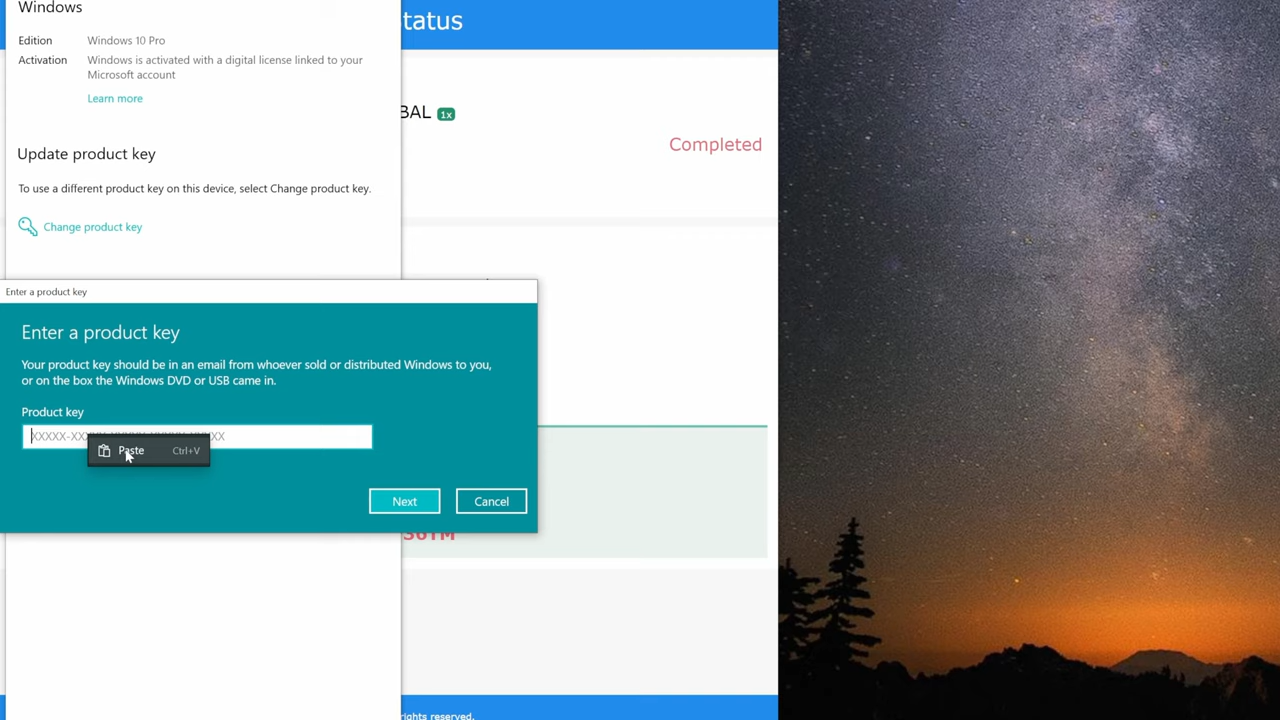 Windows
tatus
Edition Windows 10 Pro
Activation Windows is activated with a digital license linked to your
Microsoft account
Learn more
BAL 1x
Completed
Update product key
To use a different product key on this device, select Change product key.
Change product key
Enter a product key
Enter a product key
Your product key should be in an email from whoever sold or distributed Windows to you,
or on the box the Windows DVD or USB came in.
Product key
XXXXX-XX XX
Paste Ctrl+V
Next Cancel
rights reserved.